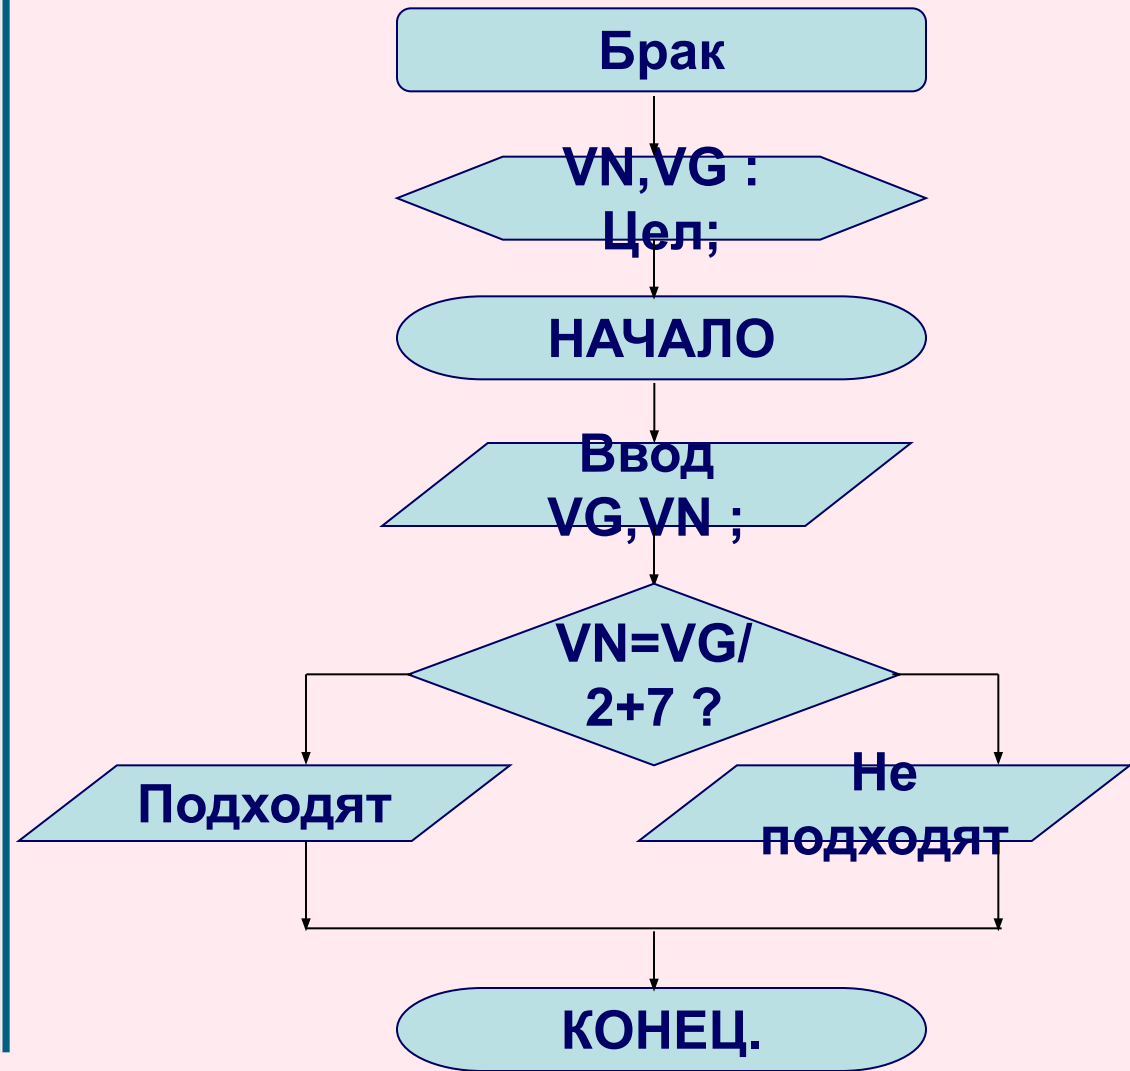 Брак
VN,VG :
Цел;
НАЧАЛО
Ввод
VG,VN ;
VN=VG/
2+7 ?
Подходят
Не
подходят
КОНЕЦ.